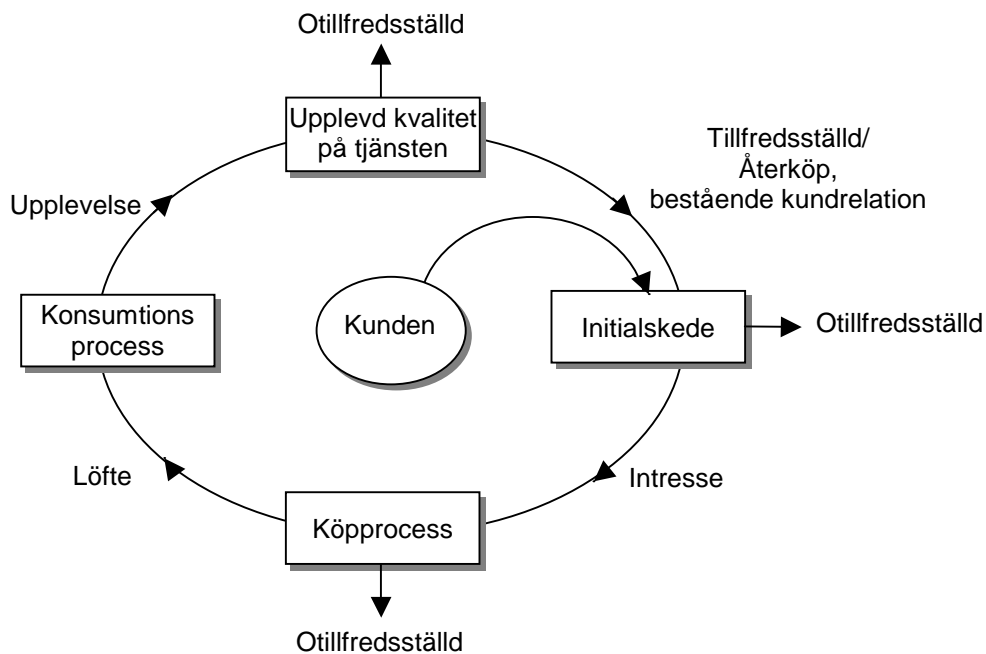 Otillfredsställd
Upplevd kvalitet
på tjänsten
Tillfredsställd/
Återköp,
bestående kundrelation
Upplevelse
Konsumtions
process
Kunden
Initialskede
Otillfredsställd
Löfte
Intresse
Köpprocess
Otillfredsställd